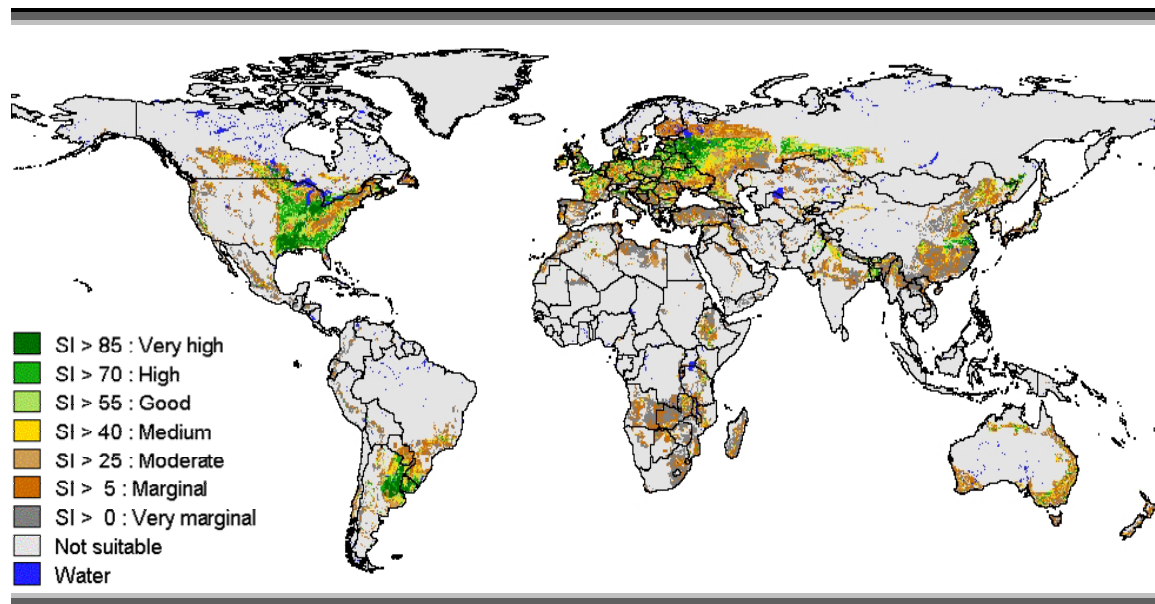 SI > 85 : Very high
SI > 70 : High
SI > 55 : Good
SI > 40 : Medium
SI > 25 : Moderate
SI > 5 : Marginal
SI > 0 : Very marginal
Not suitable
Water